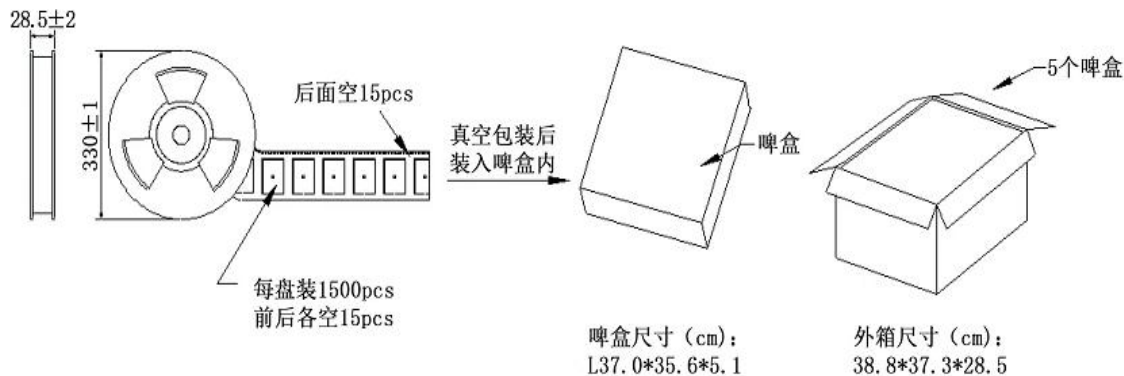 28.5±2
330±1
后面空15pcs
每盘装1500pcs
前后各空15pcs
真空包装后
装入啤盒内
啤盒
5个啤盒
啤盒尺寸（cm）：
L37.0*35.6*5.1
外箱尺寸（cm）：
38.8*37.3*28.5